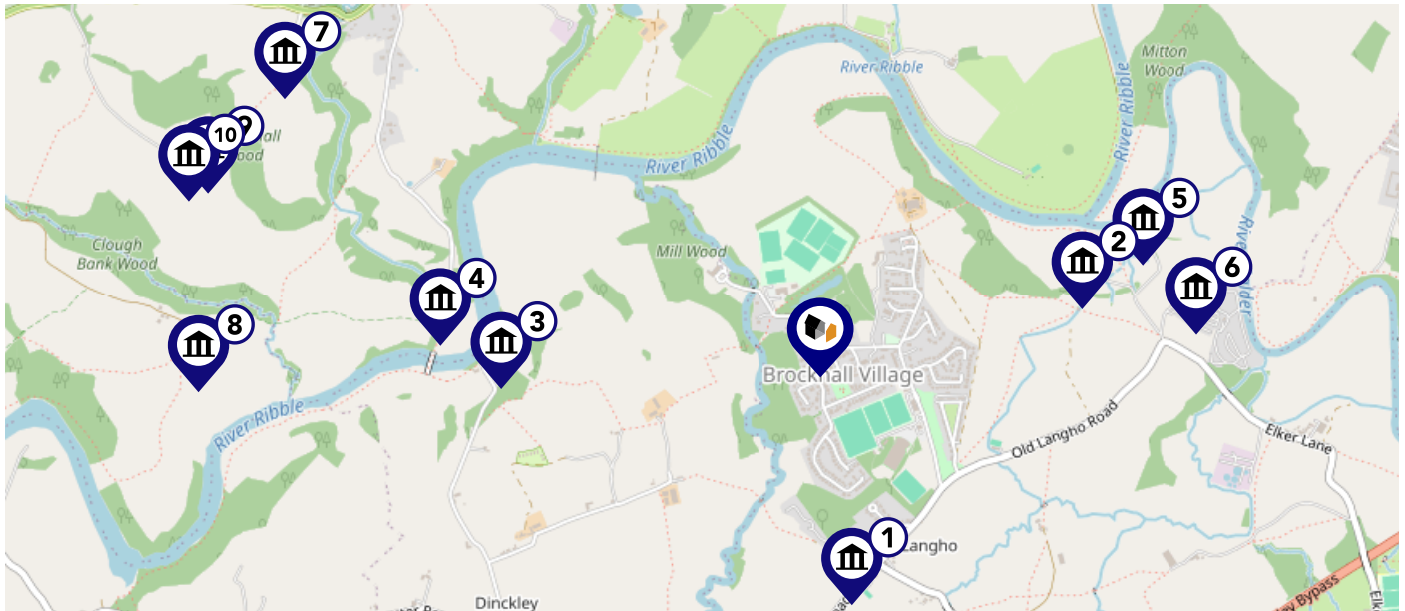 7
10
9
River Ribble
River Ribble
River Ribble
Mitton
Wood
5
2
6
Clough
Bank Wood
Mill Wood
4
3
8
Brockhall Village
River Ribble
Old Langho Road
Elker Lane
1
Langho
Dinckley
Bypass